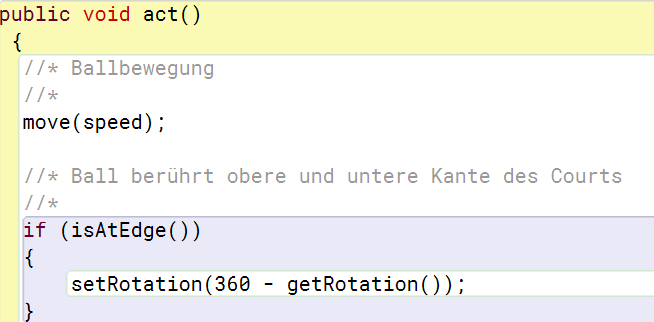 public void act()
{
//* Ballbewegung
//*
move(speed);
//* Ball berührt obere und untere Kante des Courts
//*
if (isAtEdge())
{
setRotation(360 - getRotation());
}